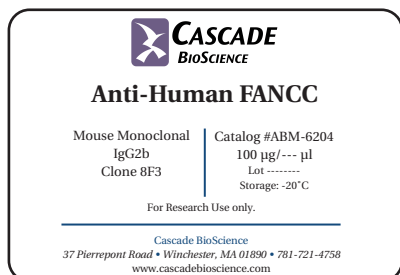 CASCADE
BIOSCIENCE
Anti-Human FANCC
Mouse Monoclonal
IgG2b
Clone 8F3
Catalog #ABM-6204
100 µg/--- µl
Lot --------
Storage: -20˚C
For Research Use only.
Cascade BioScience
37 Pierrepont Road • Winchester, MA 01890 • 781-721-4758
www.cascadebioscience.com